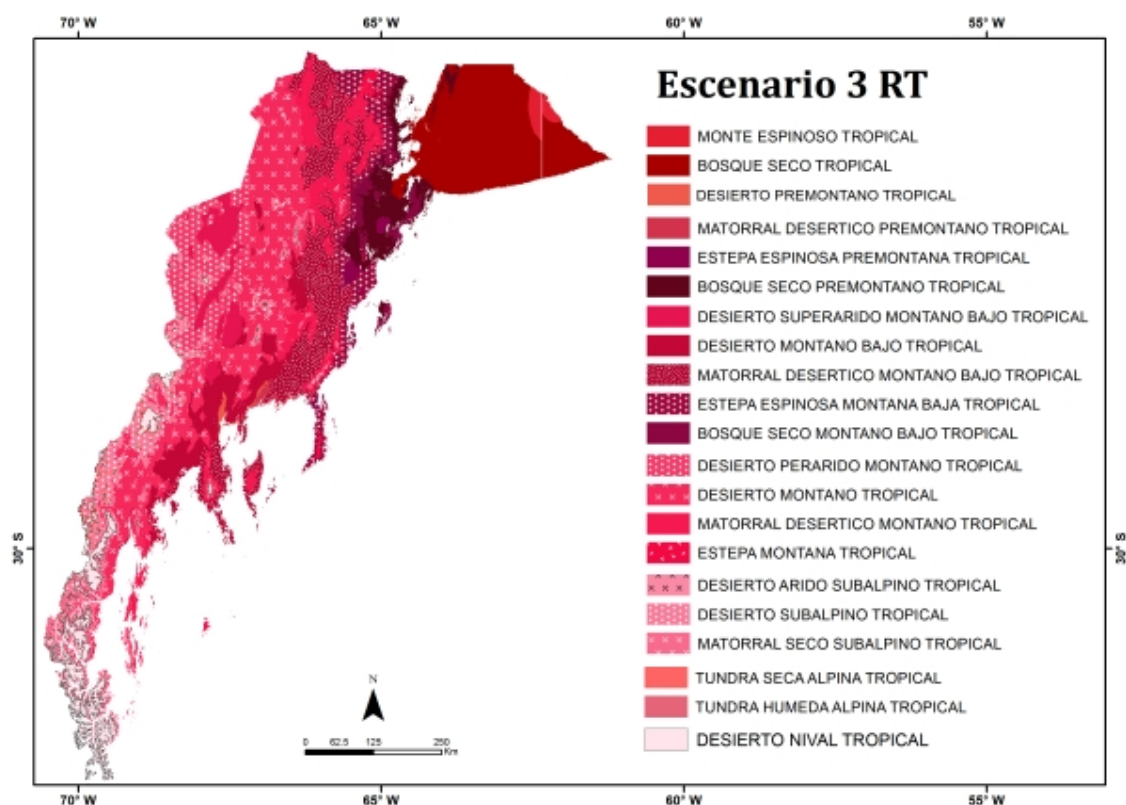 70° W 65° W 60° W 55° W
Escenario 3 RT
MONTE ESPINOSO TROPICAL
BOSQUE SECO TROPICAL
DESIERTO PREMONTANO TROPICAL
MATORRAL DESERTICO PREMONTANO TROPICAL
ESTEPA ESPINOSA PREMONTANA TROPICAL
BOSQUE SECO PREMONTANO TROPICAL
DESIERTO SUPERARIDO MONTANO BAJO TROPICAL
DESIERTO MONTANO BAJO TROPICAL
MATORRAL DESERTICO MONTANO BAJO TROPICAL
ESTEPA ESPINOSA MONTANA BAJA TROPICAL
BOSQUE SECO MONTANO BAJO TROPICAL
DESIERTO PERARIDO MONTANO TROPICAL
DESIERTO MONTANO TROPICAL
MATORRAL DESERTICO MONTANO TROPICAL
ESTEPA MONTANA TROPICAL
30° S 30° S
DESIERTO ARIDO SUBALPINO TROPICAL
DESIERTO SUBALPINO TROPICAL
MATORRAL SECO SUBALPINO TROPICAL
TUNDRA SECA ALPINA TROPICAL
TUNDRA HUMEDA ALPINA TROPICAL
DESIERTO NIVAL TROPICAL
N
0 62.5 125 250
Km
70° W 65° W 60° W 55° W